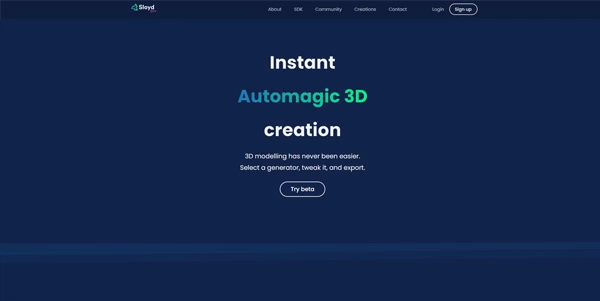 Sloyd
About SDK Community Creations Contact Login Sign up
Instant
Automagic 3D
creation
3D modelling has never been easier.
Select a generator, tweak it, and export.
Try beta